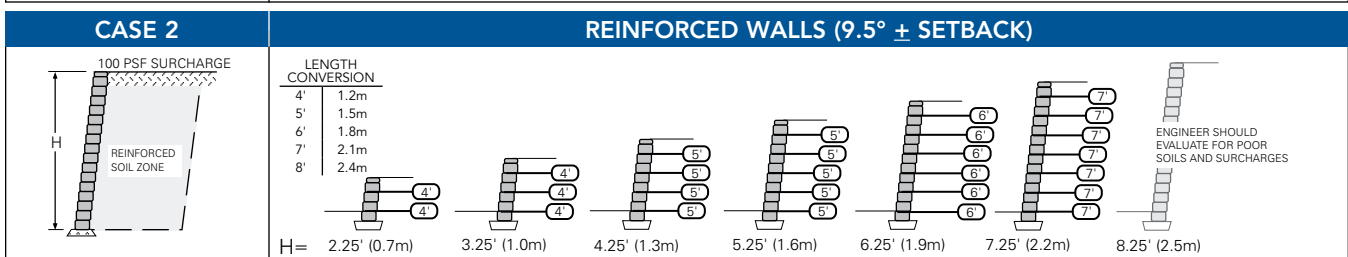 CASE 2
REINFORCED WALLS (9.5° ± SETBACK)
100 PSF SURCHARGE
H
REINFORCED
SOIL ZONE
LENGTH
CONVERSION
4' 1.2m
5' 1.5m
6' 1.8m
7' 2.1m
8' 2.4m
4'
4'
4'
4'
4'
5'
5'
5'
5'
5'
5'
5'
5'
5'
6'
6'
6'
6'
6'
6'
7'
7'
7'
7'
7'
7'
7'
ENGINEER SHOULD
EVALUATE FOR POOR
SOILS AND SURCHARGES
H= 2.25' (0.7m) 3.25' (1.0m) 4.25' (1.3m) 5.25' (1.6m) 6.25' (1.9m) 7.25' (2.2m) 8.25' (2.5m)